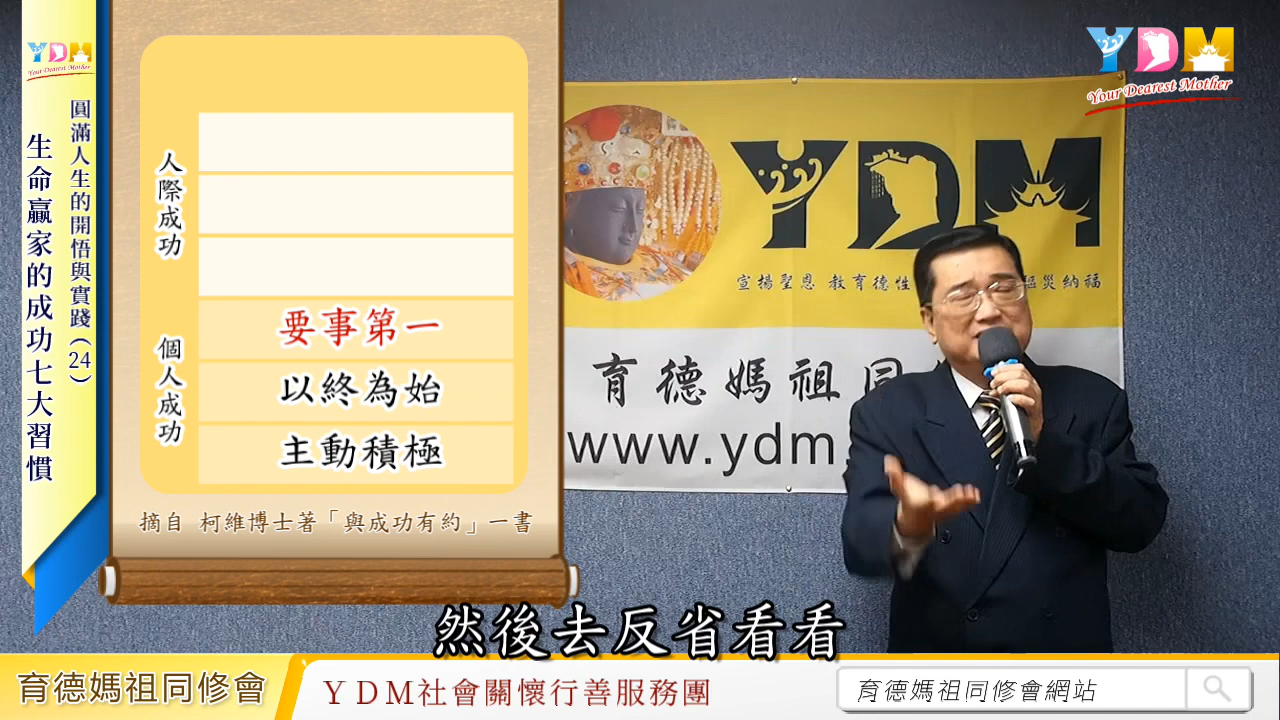 YDM
Your Dearest Mother
圓滿人生的開悟與實踐(24)
生命贏家的成功七大習慣
人際成功
要事第一
個人成功
以終為始
主動積極
摘自 柯維博士著「與成功有約」一書
YDM
Your Dearest Mother
YDM
宣揚聖恩 教育德性
災納福
育德媽祖同
www.ydm
然後去反省看看
育德媽祖同修會
YDM社會關懷行善服務團
育德媽祖同修會網站